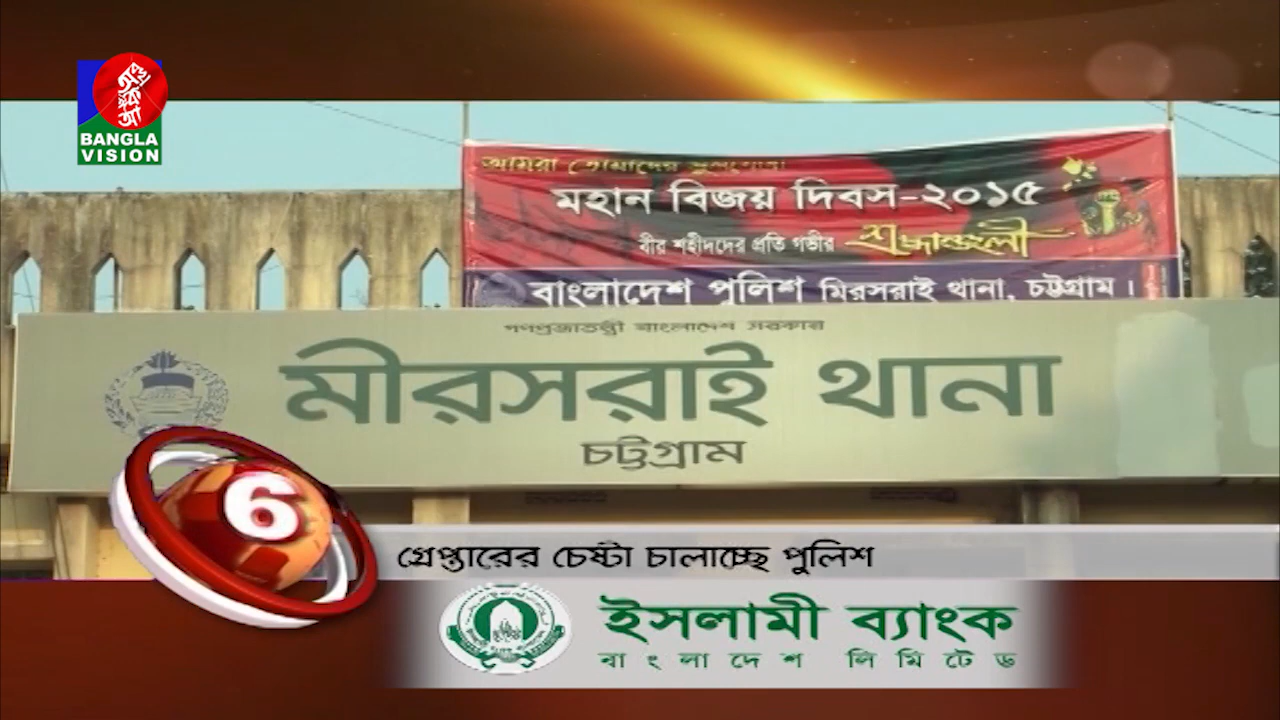 BANGLA
VISION
মহান বিজয় দিবস-২০১৫
বীর শহীদদের প্রতি গভীর শ্রদ্ধাঞ্জলী
বাংলাদেশ পুলিশ মিরসরাই থানা, চট্টগ্রাম।
গণপ্রজাতন্ত্রী বাংলাদেশ সরকার
মীরসরাই থানা
চট্টগ্রাম
6
গ্রেপ্তারের চেষ্টা চালাচ্ছে পুলিশ
ইসলামী ব্যাংক
বাংলাদেশ লিমিটেড